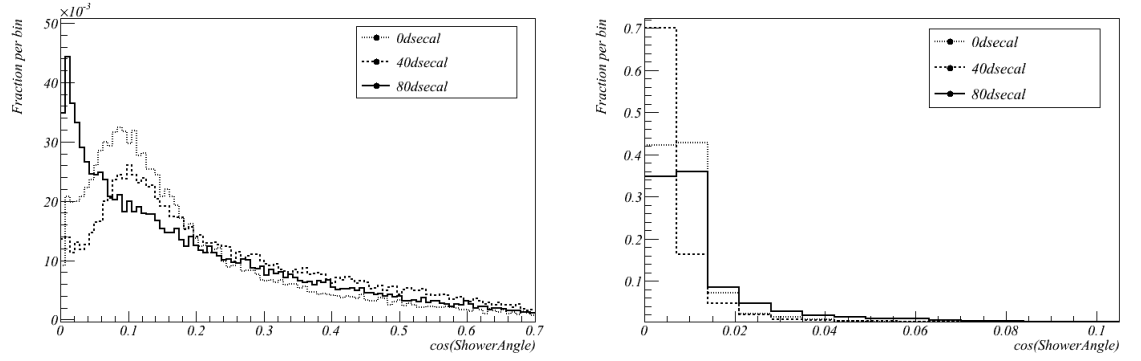 ×10⁻³
Fraction per bin
50
40
30
20
10
0
0 0.1 0.2 0.3 0.4 0.5 0.6 0.7
cos(ShowerAngle)
0dsecal
40dsecal
80dsecal
Fraction per bin
0.7
0.6
0.5
0.4
0.3
0.2
0.1
0 0.02 0.04 0.06 0.08 0.1
cos(ShowerAngle)
0dsecal
40dsecal
80dsecal